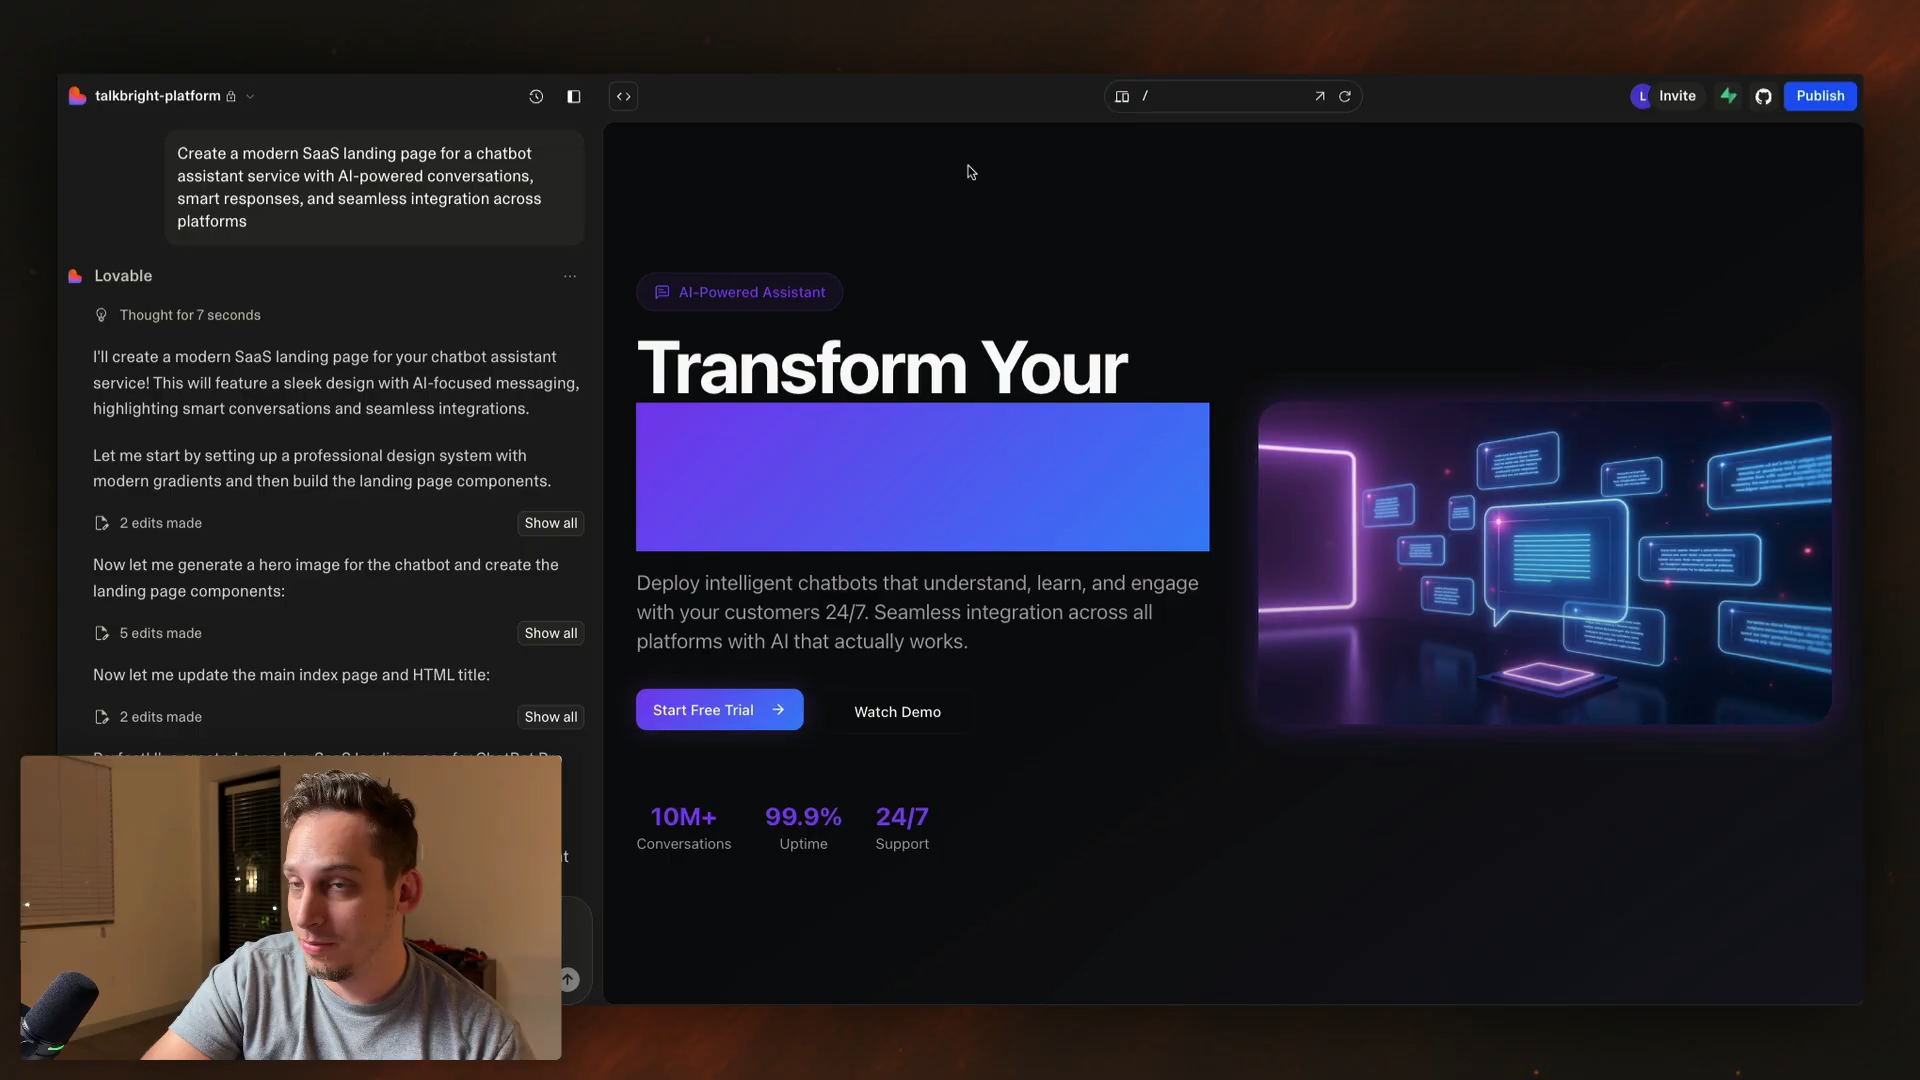 talkbright-platform
/
L
Invite
Publish
Create a modern SaaS landing page for a chatbot
assistant service with AI-powered conversations,
smart responses, and seamless integration across
platforms
Lovable
Thought for 7 seconds
I'll create a modern SaaS landing page for your chatbot assistant
service! This will feature a sleek design with AI-focused messaging,
highlighting smart conversations and seamless integrations.
Let me start by setting up a professional design system with
modern gradients and then build the landing page components.
2 edits made
Show all
Now let me generate a hero image for the chatbot and create the
landing page components:
5 edits made
Show all
Now let me update the main index page and HTML title:
2 edits made
Show all
AI-Powered Assistant
Transform Your
Deploy intelligent chatbots that understand, learn, and engage
with your customers 24/7. Seamless integration across all
platforms with AI that actually works.
Start Free Trial
Watch Demo
10M+
Conversations
99.9%
Uptime
24/7
Support